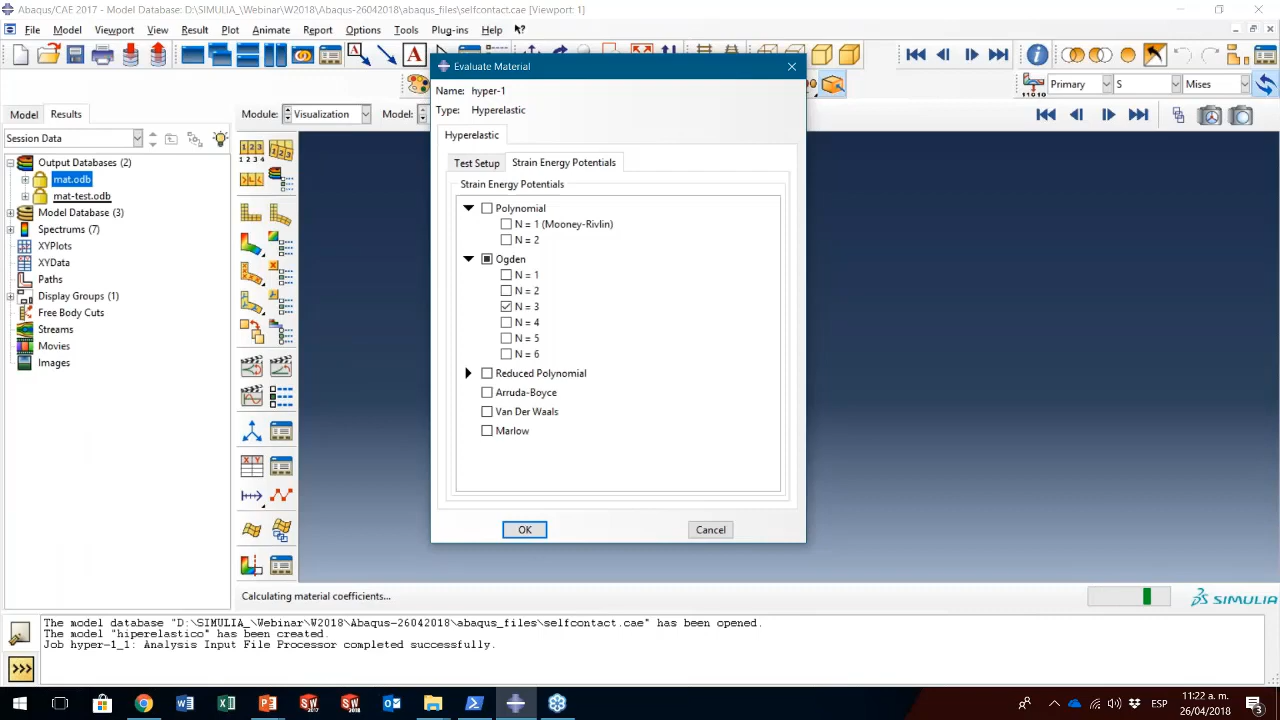 Abaqus/CAE 2017 - Model Database: D:\SIMULIA_\Webinar\W2018\Abaqus-26042018\abaqus_files\selfcontact.cae [Viewport: 1]
File Model Viewport View Result Plot Animate Report Options Tools Plug-ins Help
Primary S Mises
Model Results Module: Visualization Model:
Session Data
Output Databases (2)
mat.odb
mat-test.odb
Model Database (3)
Spectrums (7)
XYPlots
XYData
Paths
Display Groups (1)
Free Body Cuts
Streams
Movies
Images
Evaluate Material
Name: hyper-1
Type: Hyperelastic
Hyperelastic
Test Setup Strain Energy Potentials
Strain Energy Potentials
Polynomial
N = 1 (Mooney-Rivlin)
N = 2
Ogden
N = 1
N = 2
N = 3
N = 4
N = 5
N = 6
Reduced Polynomial
Arruda-Boyce
Van Der Waals
Marlow
OK Cancel
Calculating material coefficients...
SIMULIA
The model database "D:\SIMULIA_\Webinar\W2018\Abaqus-26042018\abaqus_files\selfcontact.cae" has been opened.
The model "hiperelastico" has been created.
Job hyper-1_1: Analysis Input File Processor completed successfully.
>>>
ESP
11:22 a. m.
26/04/2018